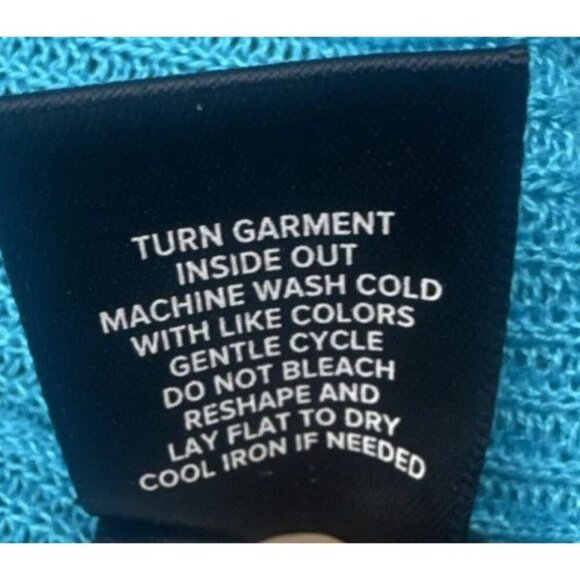 TURN GARMENT
INSIDE OUT
MACHINE WASH COLD
WITH LIKE COLORS
GENTLE CYCLE
DO NOT BLEACH
RESHAPE AND
LAY FLAT TO DRY
COOL IRON IF NEEDED